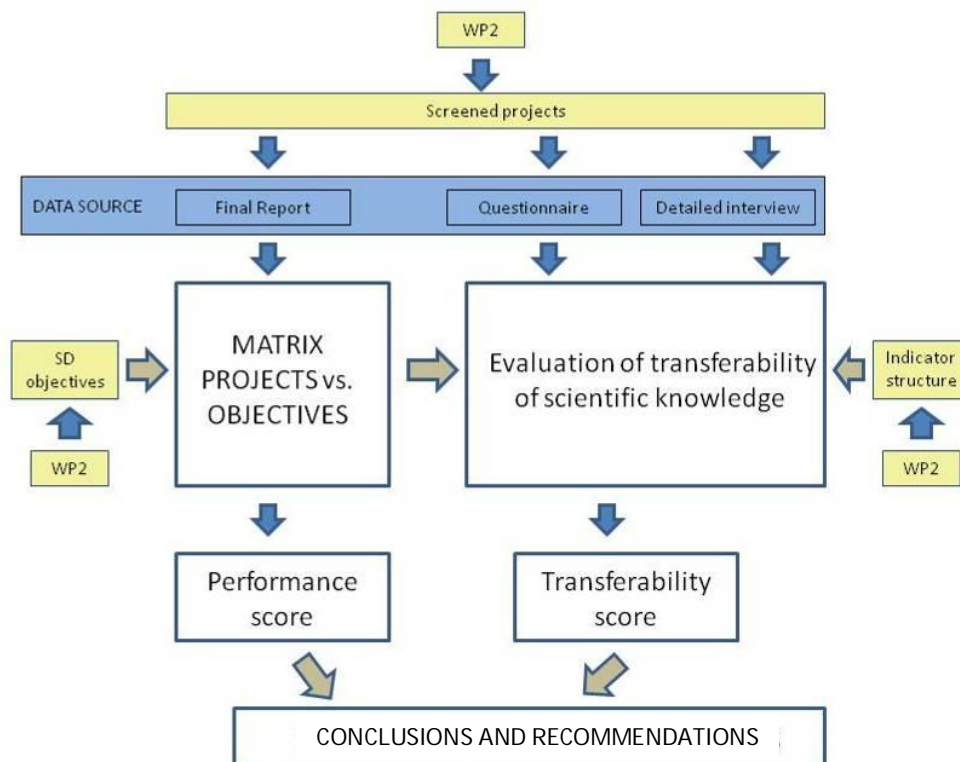 WP2
Screened projects
DATA SOURCE
Final Report
Questionnaire
Detailed interview
SD
objectives
WP2
MATRIX
PROJECTS vs.
OBJECTIVES
Evaluation of transferability
of scientific knowledge
Indicator
structure
WP2
Performance
score
Transferability
score
CONCLUSIONS AND RECOMMENDATIONS